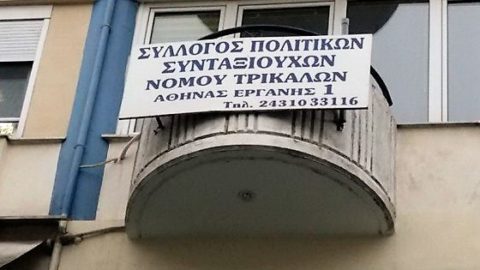 ΣΥΛΛΟΓΟΣ ΠΟΛΙΤΙΚΩΝ
ΣΥΝΤΑΞΙΟΥΧΩΝ
ΝΟΜΟΥ ΤΡΙΚΑΛΩΝ
ΑΘΗΝΑΣ ΕΡΓΑΝΗΣ 1
Τηλ. 24310 33116